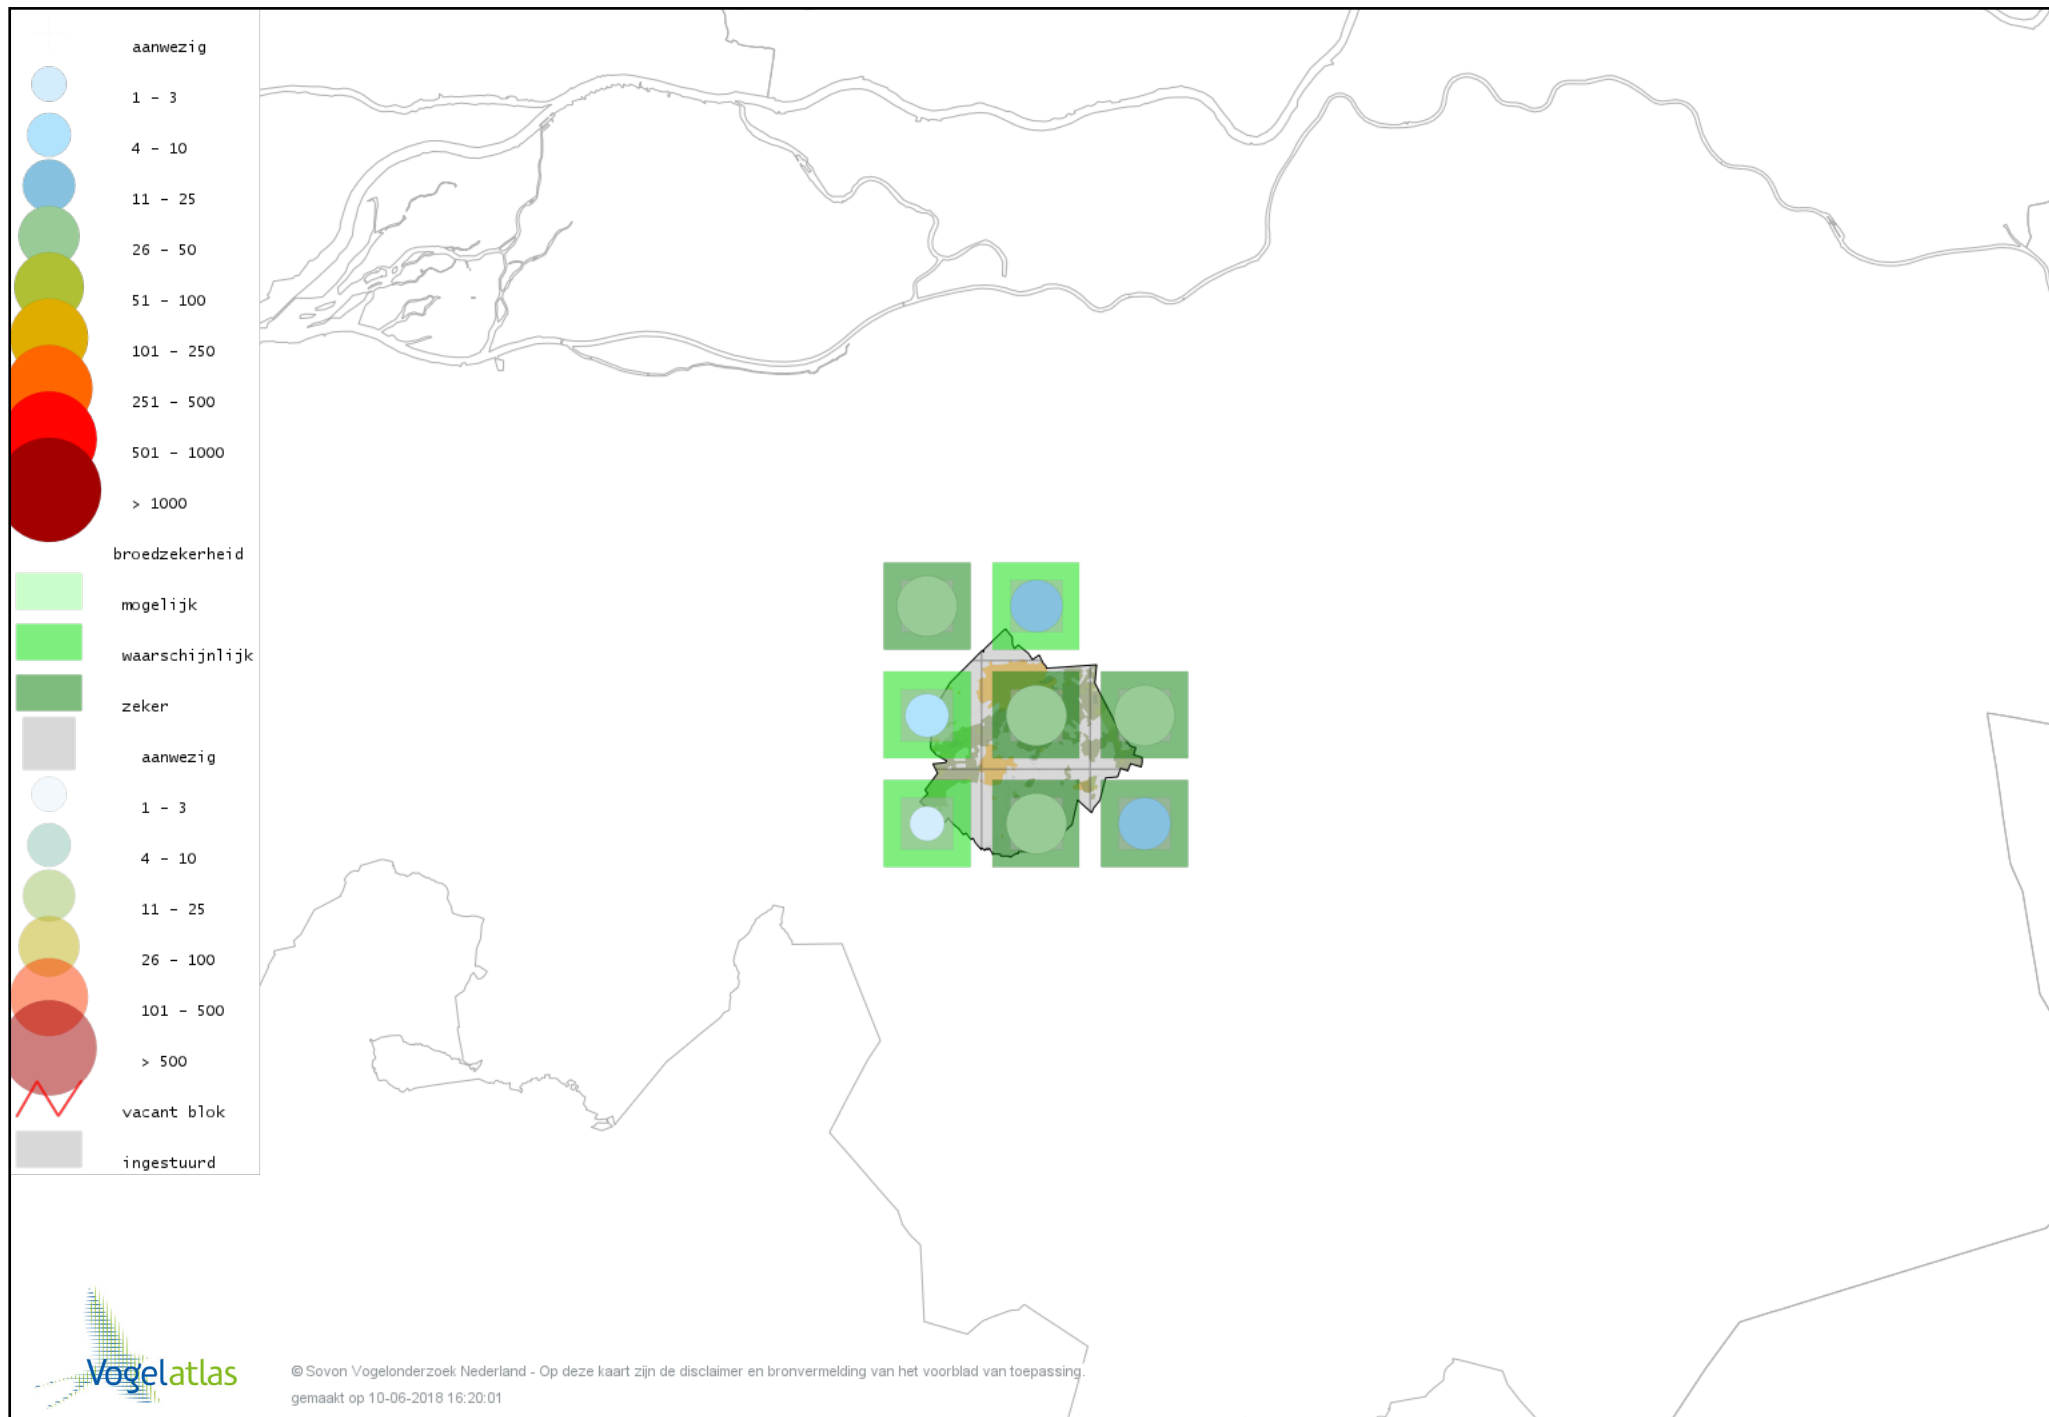 aanwezig
1 - 3
4 - 10
11 - 25
26 - 50
51 - 100
101 - 250
251 - 500
501 - 1000
> 1000
broedzekerheid
mogelijk
waarschijnlijk
zeker
aanwezig
1 - 3
4 - 10
11 - 25
26 - 100
101 - 500
> 500
vacant blok
ingestuurd
Vogelatlas
© Sovon Vogelonderzoek Nederland - Op deze kaart zijn de disclaimer en bronvermelding van het voorblad van toepassing.
gemaakt op 10-06-2018 16:20:01